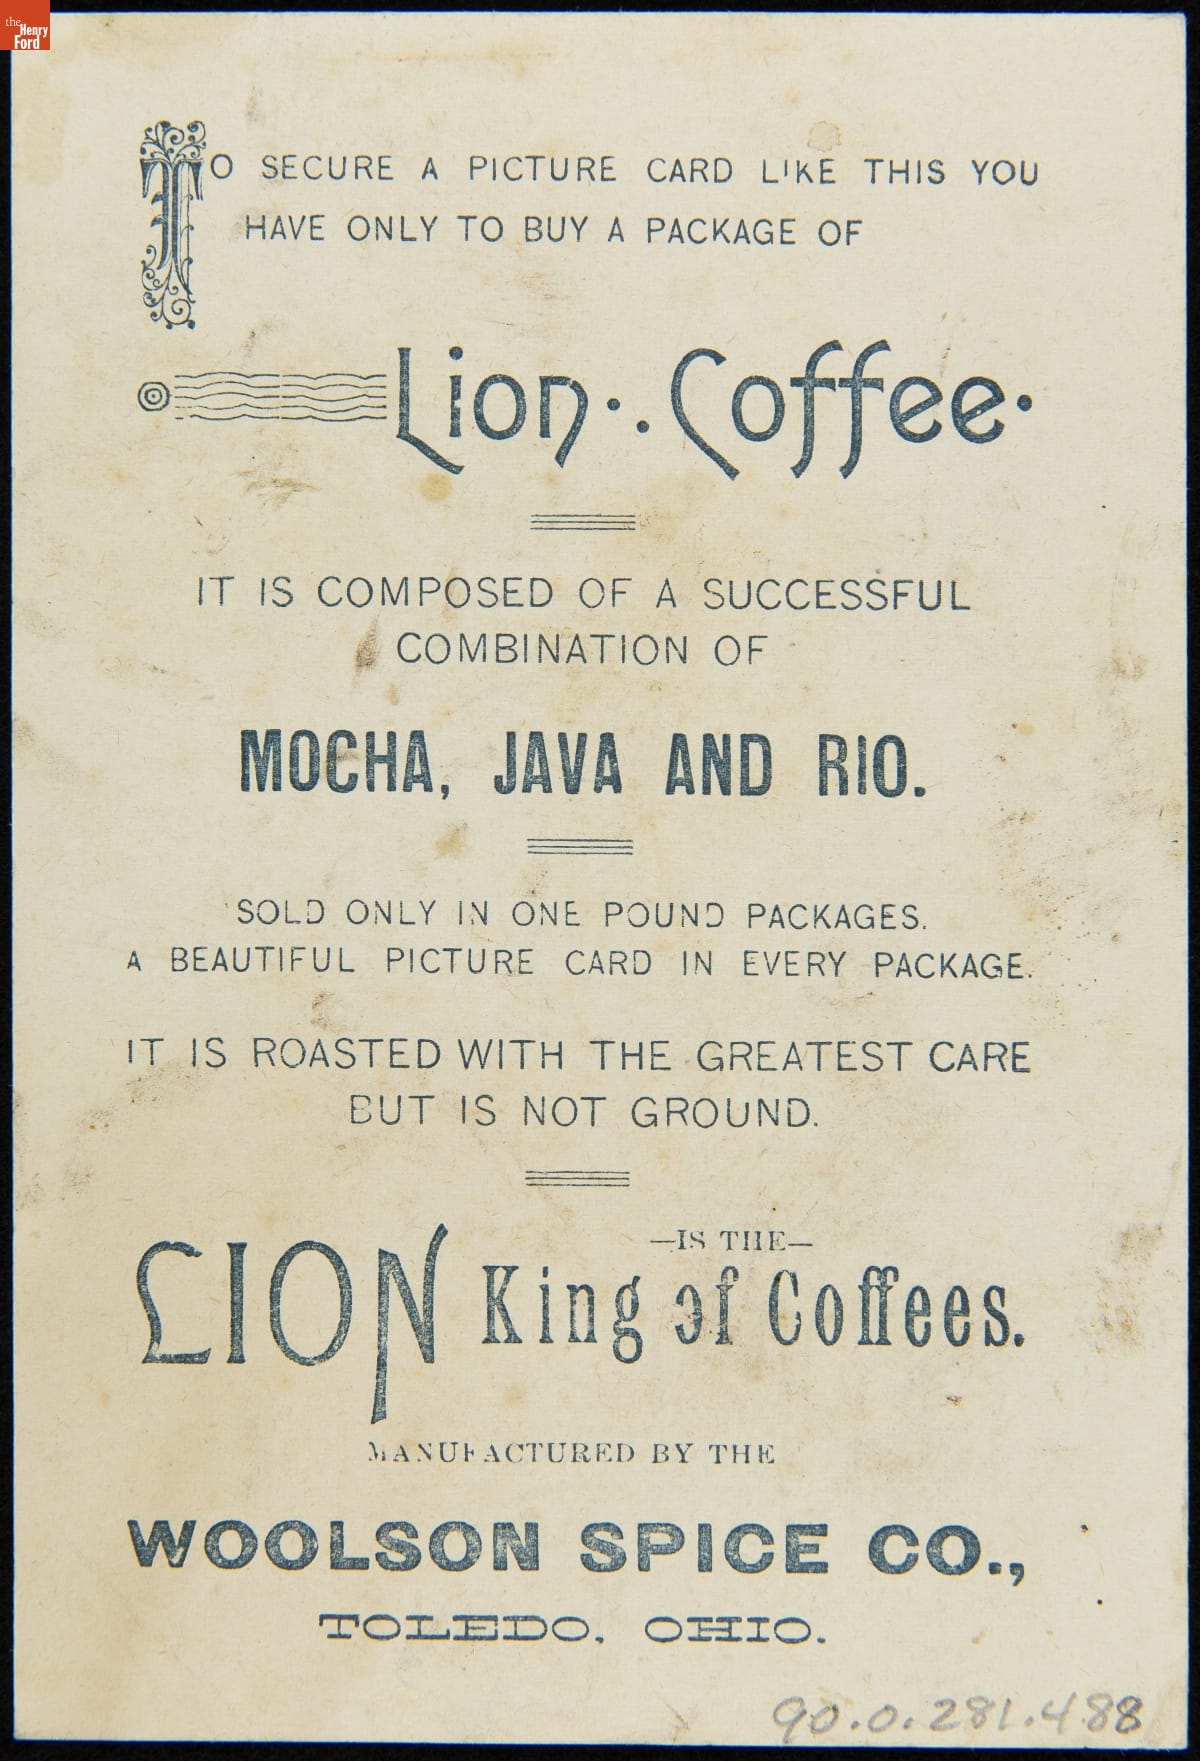 the
Henry
Ford
TO SECURE A PICTURE CARD LIKE THIS YOU
HAVE ONLY TO BUY A PACKAGE OF
Lion Coffee
IT IS COMPOSED OF A SUCCESSFUL
COMBINATION OF
MOCHA, JAVA AND RIO.
SOLD ONLY IN ONE POUND PACKAGES.
A BEAUTIFUL PICTURE CARD IN EVERY PACKAGE.
IT IS ROASTED WITH THE GREATEST CARE
BUT IS NOT GROUND.
—IS THE—
LION King of Coffees.
MANUFACTURED BY THE
WOOLSON SPICE CO.,
TOLEDO, OHIO.
90.0.281.488